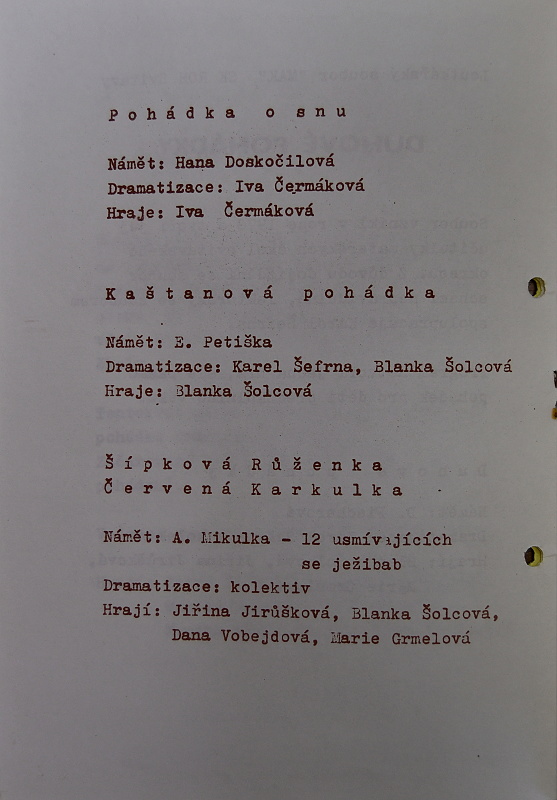 Pohádka o snu
Námět: Hana Doskočilová
Dramatizace: Iva Čermáková
Hraje: Iva Čermáková
Kaštanová pohádka
Námět: E. Petiška
Dramatizace: Karel Šefrna, Blanka Šolcová
Hraje: Blanka Šolcová
Šípková Růženka
Červená Karkulka
Námět: A. Mikulka - 12 usmívajících
se ježibab
Dramatizace: kolektiv
Hrají: Jiřina Jirůšková, Blanka Šolcová,
Dana Vobejdová, Marie Grmelová